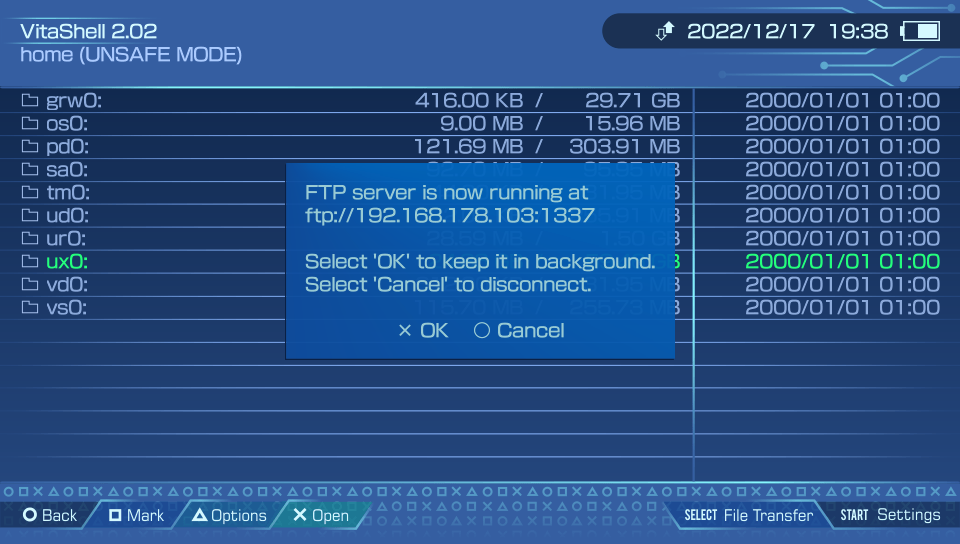 VitaShell 2.02
2022/12/17 19:38
home (UNSAFE MODE)
grw0: 416.00 KB / 29.71 GB 2000/01/01 01:00
os0: 9.00 MB / 15.96 MB 2000/01/01 01:00
pd0: 121.69 MB / 303.91 MB 2000/01/01 01:00
sa0: 2000/01/01 01:00
tm0: 2000/01/01 01:00
ud0: 2000/01/01 01:00
ur0: 2000/01/01 01:00
ux0: 2000/01/01 01:00
vd0: 2000/01/01 01:00
vs0: 2000/01/01 01:00
FTP server is now running at
ftp://192.168.178.103:1337
Select 'OK' to keep it in background.
Select 'Cancel' to disconnect.
OK Cancel
Back Mark Options Open SELECT File Transfer START Settings